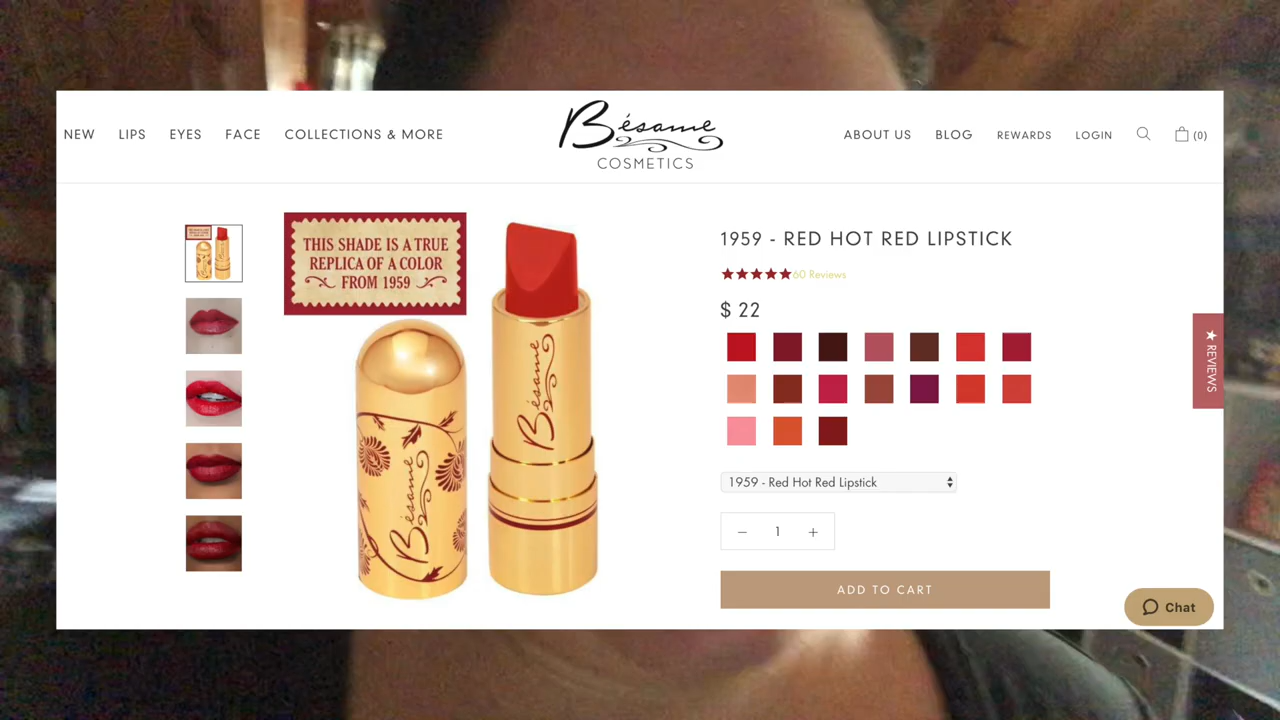 NEW LIPS EYES FACE COLLECTIONS & MORE
Bésame
COSMETICS
ABOUT US BLOG REWARDS LOGIN (0)
THIS SHADE IS A TRUE
REPLICA OF A COLOR
FROM 1959
Bésame
Bésame
1959 - RED HOT RED LIPSTICK
60 Reviews
$ 22
1959 - Red Hot Red Lipstick
− 1 +
ADD TO CART
★ REVIEWS
Chat